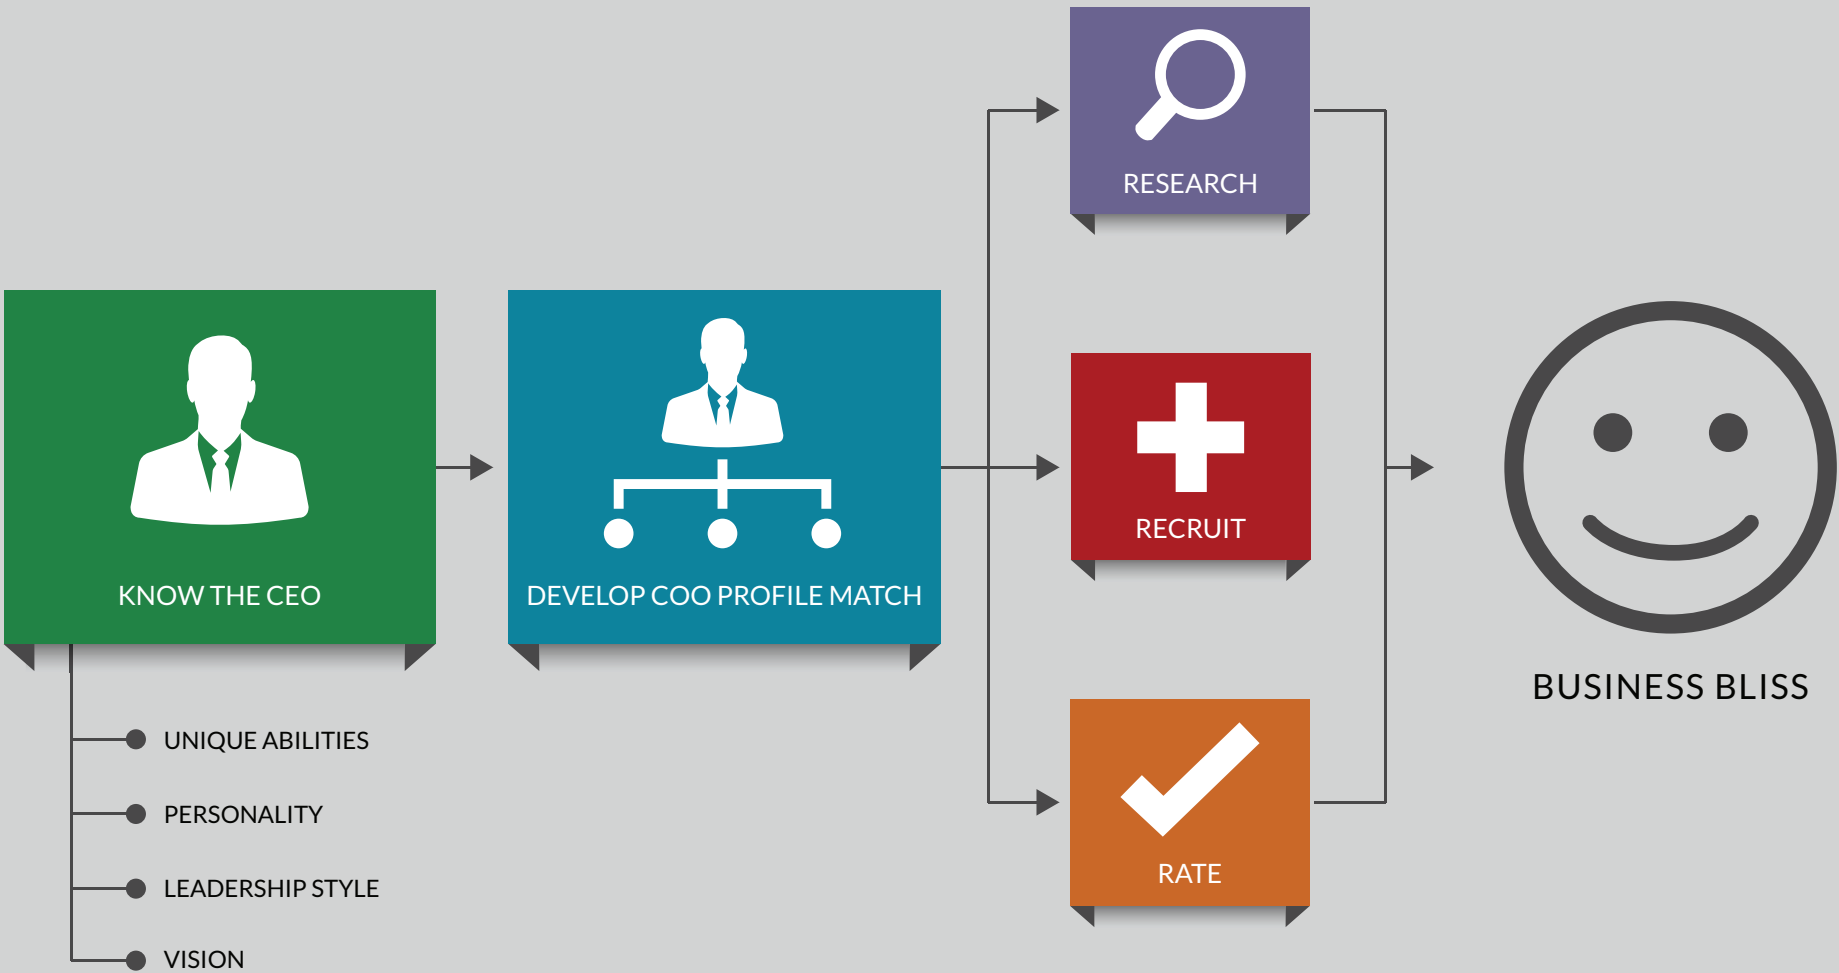 KNOW THE CEO
UNIQUE ABILITIES
PERSONALITY
LEADERSHIP STYLE
VISION
DEVELOP COO PROFILE MATCH
RESEARCH
RECRUIT
RATE
BUSINESS BLISS